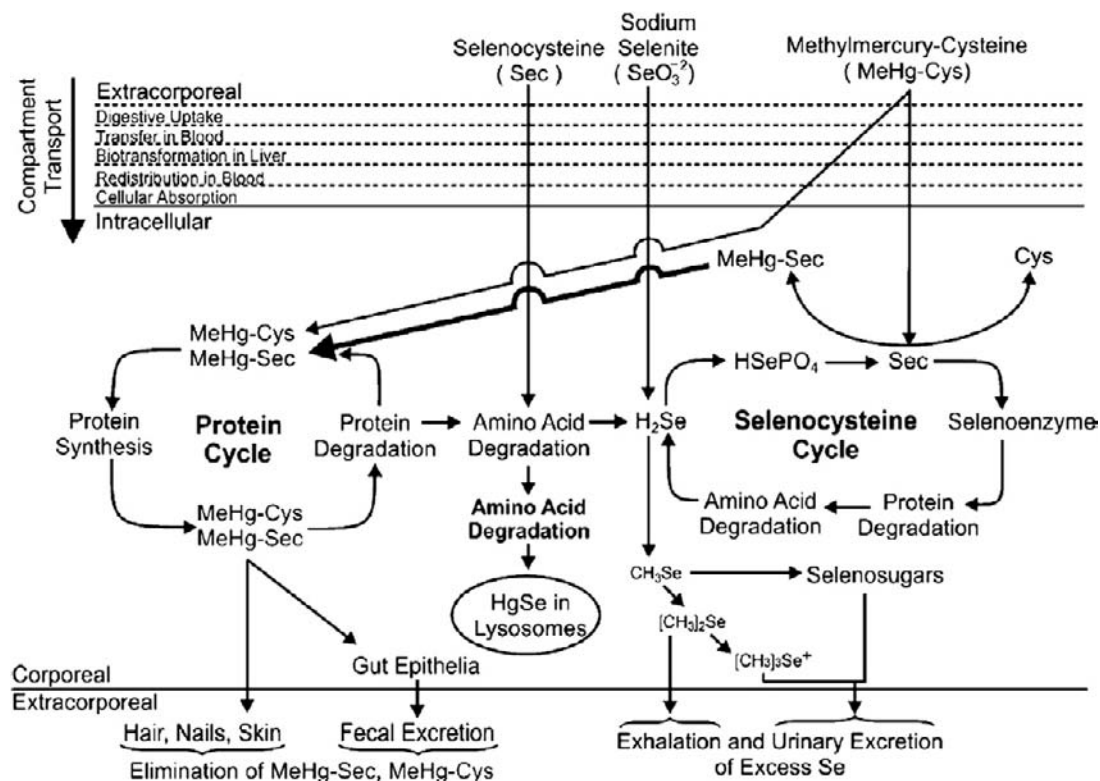 Selenocysteine
( Sec )
Sodium
Selenite
( SeO₃⁻² )
Methylmercury-Cysteine
( MeHg-Cys)
Compartment
Transport
Extracorporeal
Digestive Uptake
Transfer in Blood
Biotransformation in Liver
Redistribution in Blood
Cellular Absorption
Intracellular
MeHg-Sec
Cys
MeHg-Cys
MeHg-Sec
HSePO₄
Sec
Protein
Synthesis
Protein
Cycle
Protein
Degradation
Amino Acid
Degradation
H₂Se
Selenocysteine
Cycle
Selenoenzyme
MeHg-Cys
MeHg-Sec
Amino Acid
Degradation
Amino Acid
Degradation
Protein
Degradation
HgSe in
Lysosomes
CH₃Se
Selenosugars
[CH₃]₂Se
[CH₃]₃Se⁺
Gut Epithelia
Corporeal
Extracorporeal
Hair, Nails, Skin
Fecal Excretion
Elimination of MeHg-Sec, MeHg-Cys
Exhalation and Urinary Excretion
of Excess Se